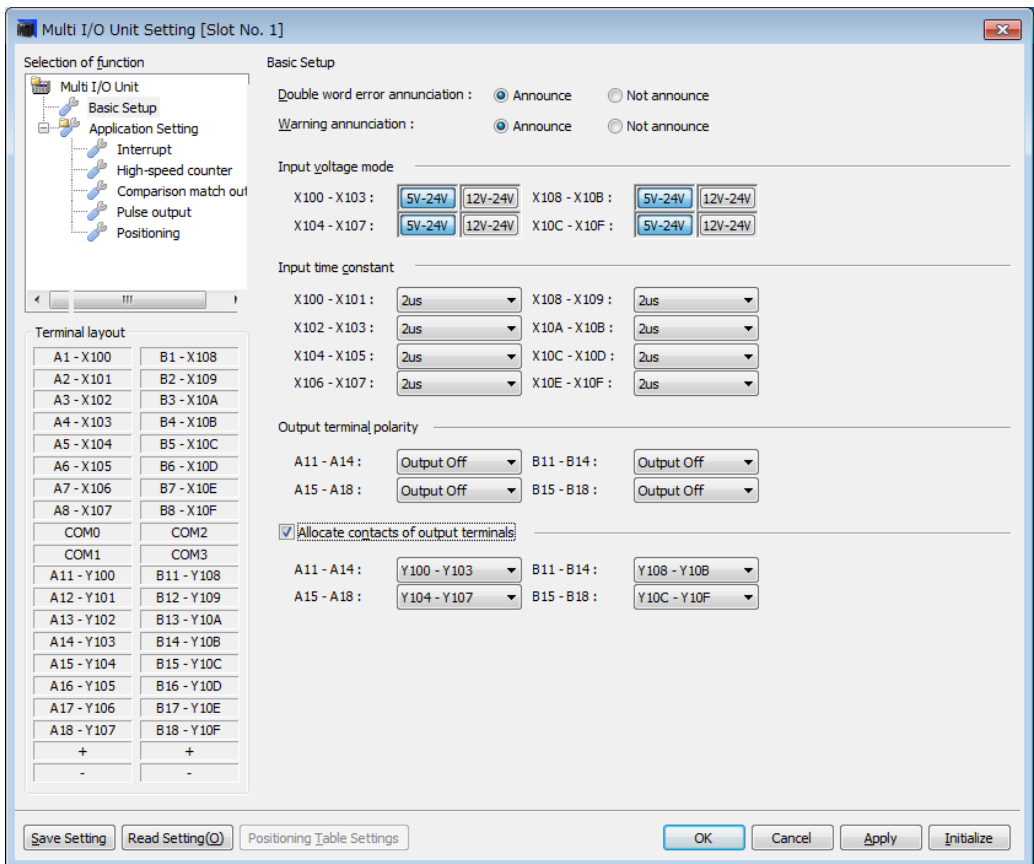 Multi I/O Unit Setting [Slot No. 1]
Selection of function
Multi I/O Unit
Basic Setup
Application Setting
Interrupt
High-speed counter
Comparison match out
Pulse output
Positioning
Terminal layout
A1 - X100 B1 - X108
A2 - X101 B2 - X109
A3 - X102 B3 - X10A
A4 - X103 B4 - X10B
A5 - X104 B5 - X10C
A6 - X105 B6 - X10D
A7 - X106 B7 - X10E
A8 - X107 B8 - X10F
COM0 COM2
COM1 COM3
A11 - Y100 B11 - Y108
A12 - Y101 B12 - Y109
A13 - Y102 B13 - Y10A
A14 - Y103 B14 - Y10B
A15 - Y104 B15 - Y10C
A16 - Y105 B16 - Y10D
A17 - Y106 B17 - Y10E
A18 - Y107 B18 - Y10F
+ +
- -
Basic Setup
Double word error annunciation : Announce Not announce
Warning annunciation : Announce Not announce
Input voltage mode
X100 - X103 : 5V-24V 12V-24V X108 - X10B : 5V-24V 12V-24V
X104 - X107 : 5V-24V 12V-24V X10C - X10F : 5V-24V 12V-24V
Input time constant
X100 - X101 : 2us X108 - X109 : 2us
X102 - X103 : 2us X10A - X10B : 2us
X104 - X105 : 2us X10C - X10D : 2us
X106 - X107 : 2us X10E - X10F : 2us
Output terminal polarity
A11 - A14 : Output Off B11 - B14 : Output Off
A15 - A18 : Output Off B15 - B18 : Output Off
Allocate contacts of output terminals
A11 - A14 : Y100 - Y103 B11 - B14 : Y108 - Y10B
A15 - A18 : Y104 - Y107 B15 - B18 : Y10C - Y10F
Save Setting Read Setting(O) Positioning Table Settings OK Cancel Apply Initialize